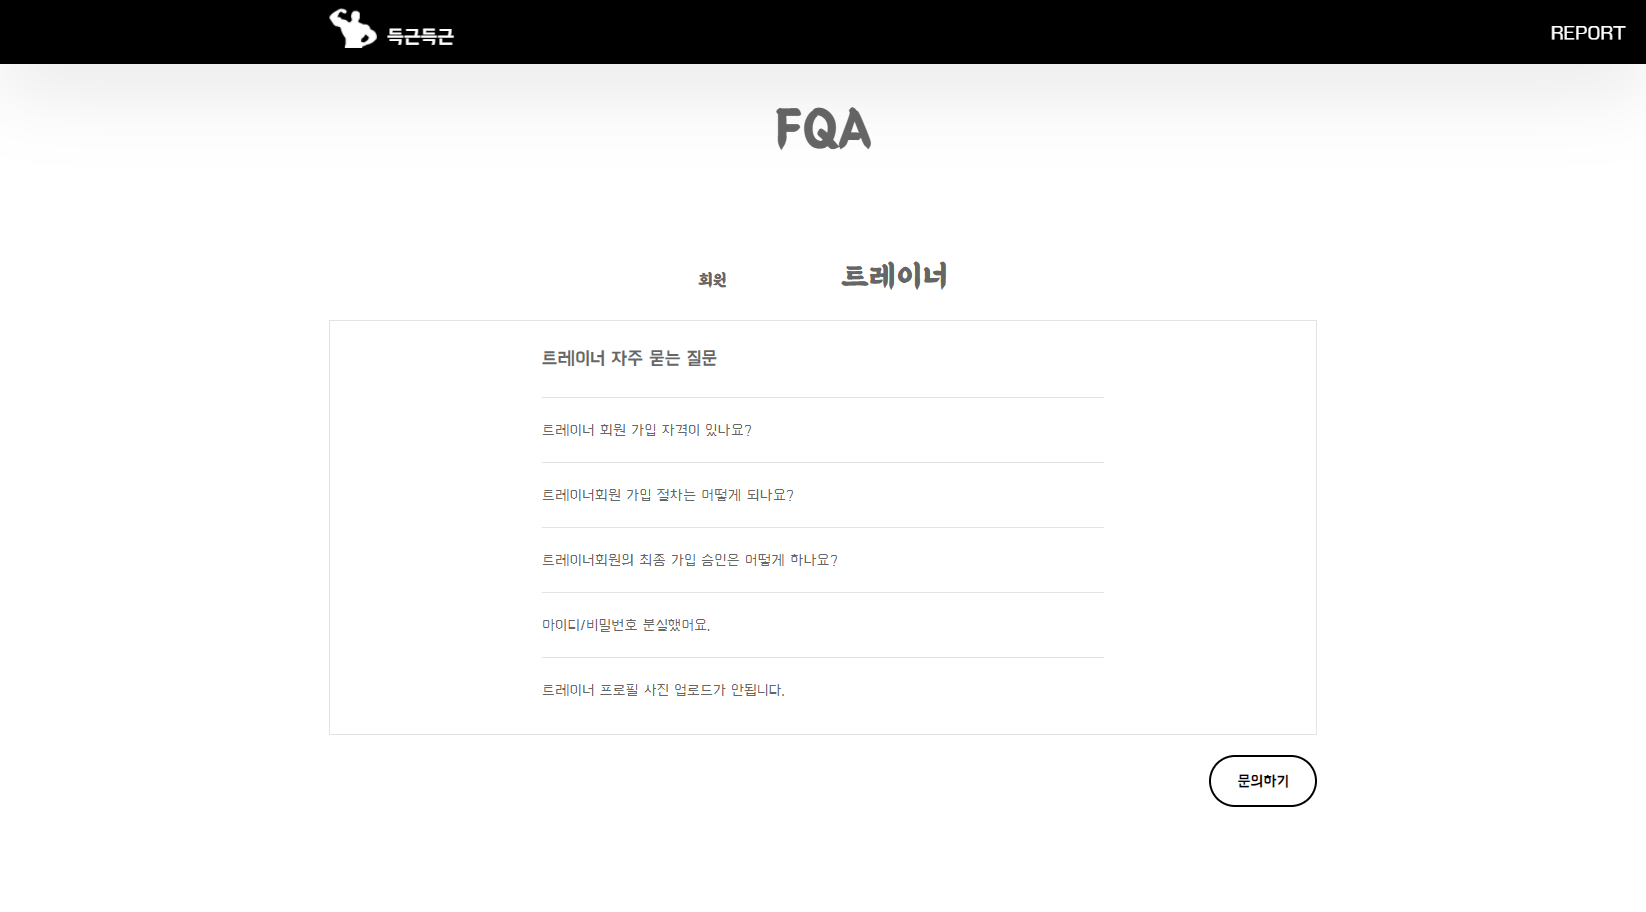 득근득근
REPORT
FQA
회원
트레이너
트레이너 자주 묻는 질문
트레이너 회원 가입 자격이 있나요?
트레이너회원 가입 절차는 어떻게 되나요?
트레이너회원의 최종 가입 승인은 어떻게 하나요?
아이디/비밀번호 분실했어요.
트레이너 프로필 사진 업로드가 안됩니다.
문의하기